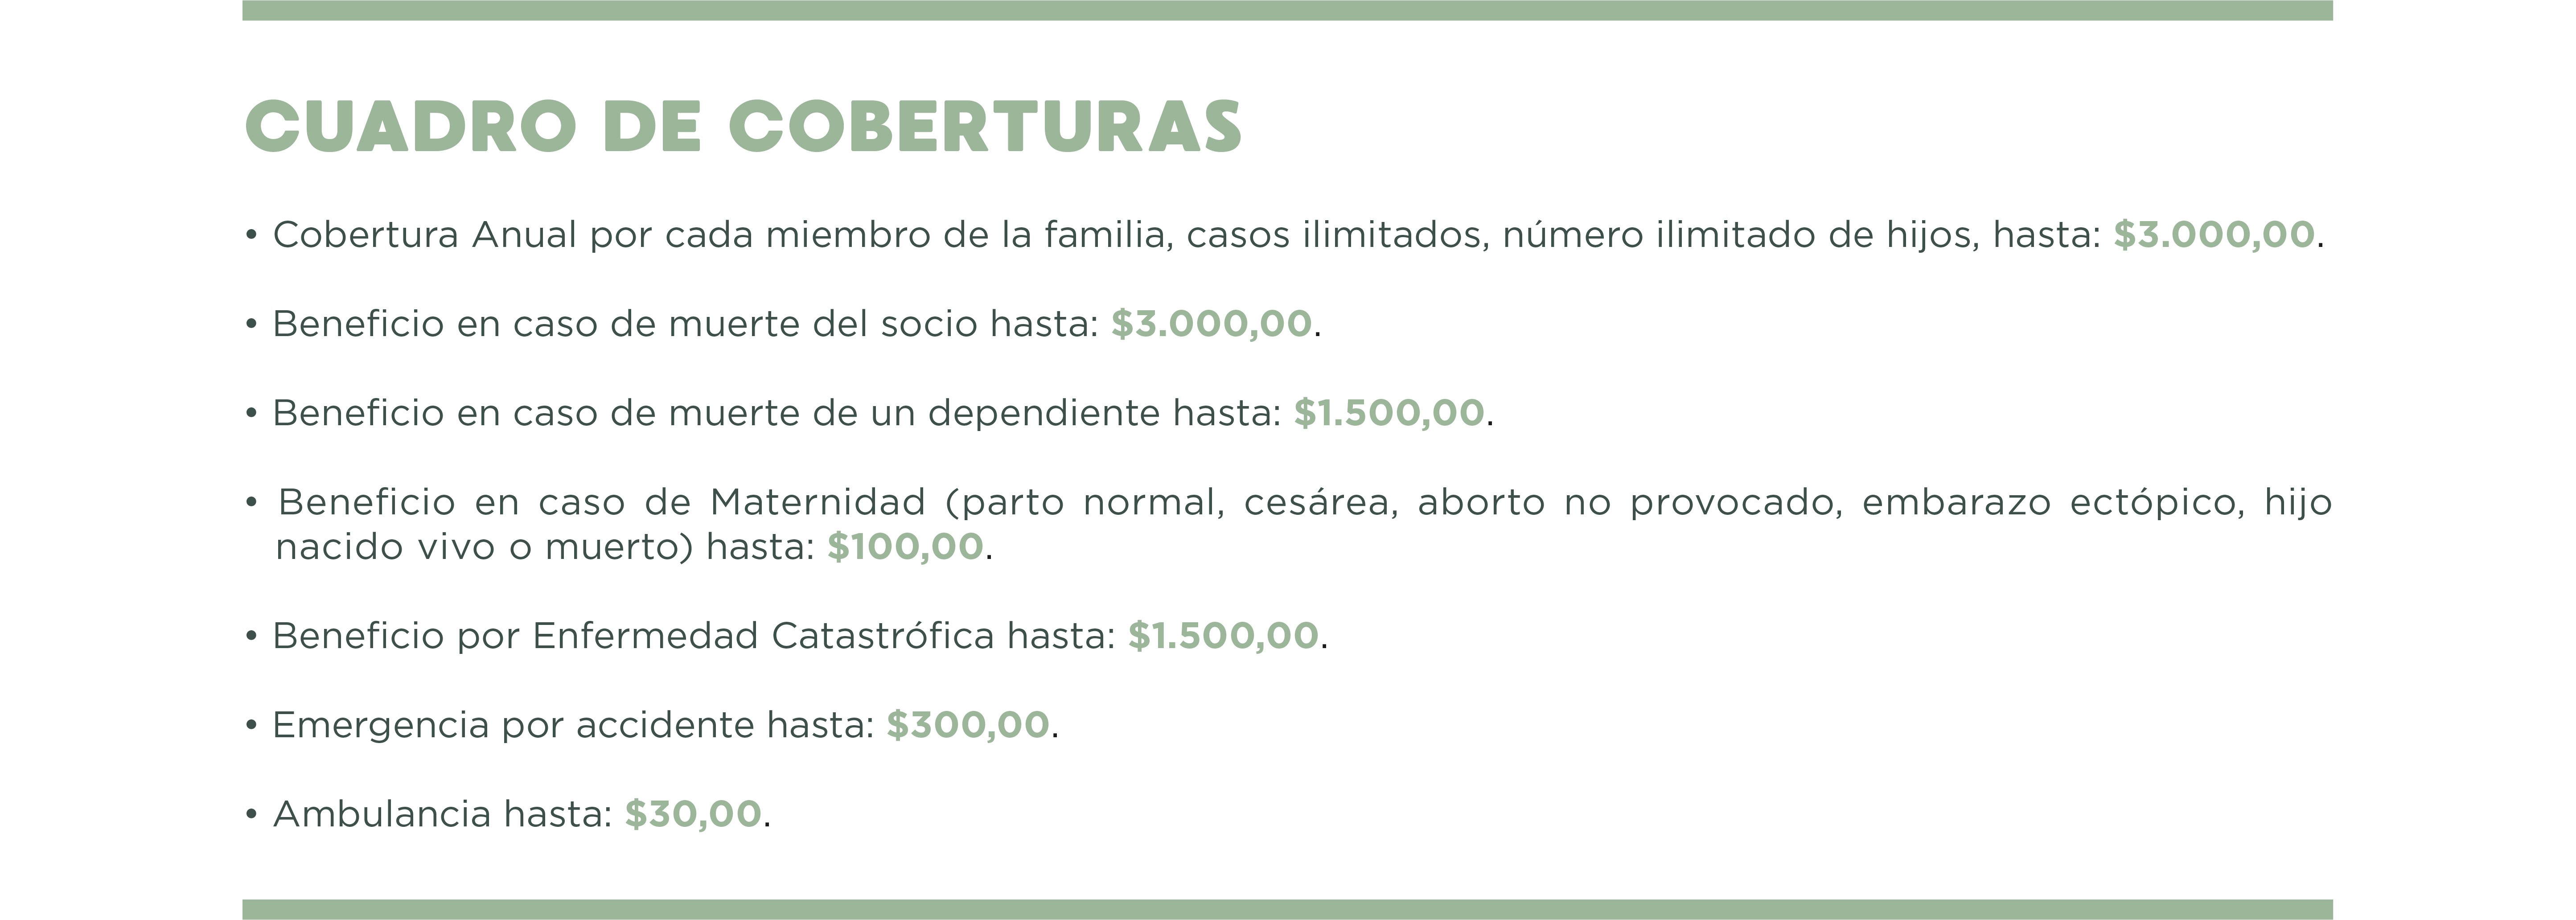 CUADRO DE COBERTURAS
• Cobertura Anual por cada miembro de la familia, casos ilimitados, número ilimitado de hijos, hasta: $3.000,00.
• Beneficio en caso de muerte del socio hasta: $3.000,00.
• Beneficio en caso de muerte de un dependiente hasta: $1.500,00.
• Beneficio en caso de Maternidad (parto normal, cesárea, aborto no provocado, embarazo ectópico, hijo
nacido vivo o muerto) hasta: $100,00.
• Beneficio por Enfermedad Catastrófica hasta: $1.500,00.
• Emergencia por accidente hasta: $300,00.
• Ambulancia hasta: $30,00.